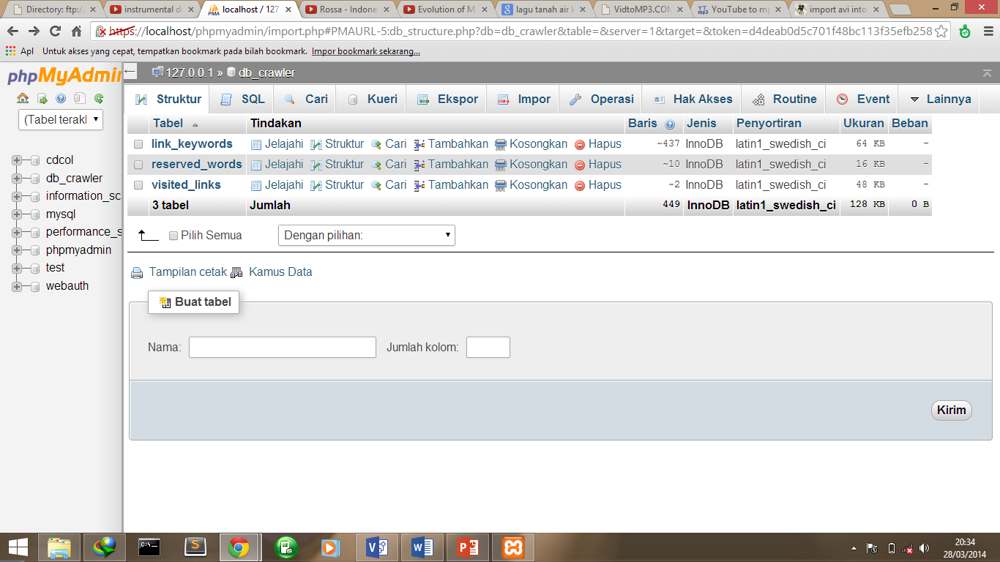 Directory: ftp:/
instrumental d
localhost / 127
Rossa - Indone
Evolution of M
lagu tanah air k
VidtoMP3.COM
YouTube to mp
import avi into
https://localhost/phpmyadmin/import.php#PMAURL-5:db_structure.php?db=db_crawler&table=&server=1&target=&token=d4deab0d5c701f48bc113f35efb258
Apl Untuk akses yang cepat, tempatkan bookmark pada bilah bookmark. Impor bookmark sekarang...
phpMyAdmin
127.0.0.1 » db_crawler
Struktur SQL Cari Kueri Ekspor Impor Operasi Hak Akses Routine Event Lainnya
(Tabel terakl
cdcol
db_crawler
information_sc
mysql
performance_s
phpmyadmin
test
webauth
Tabel Tindakan Baris Jenis Penyortiran Ukuran Beban
link_keywords Jelajahi Struktur Cari Tambahkan Kosongkan Hapus ~437 InnoDB latin1_swedish_ci 64 KB -
reserved_words Jelajahi Struktur Cari Tambahkan Kosongkan Hapus ~10 InnoDB latin1_swedish_ci 16 KB -
visited_links Jelajahi Struktur Cari Tambahkan Kosongkan Hapus ~2 InnoDB latin1_swedish_ci 48 KB -
3 tabel Jumlah 449 InnoDB latin1_swedish_ci 128 KB 0 B
Pilih Semua Dengan pilihan:
Tampilan cetak Kamus Data
Buat tabel
Nama: Jumlah kolom:
Kirim
20:34
28/03/2014